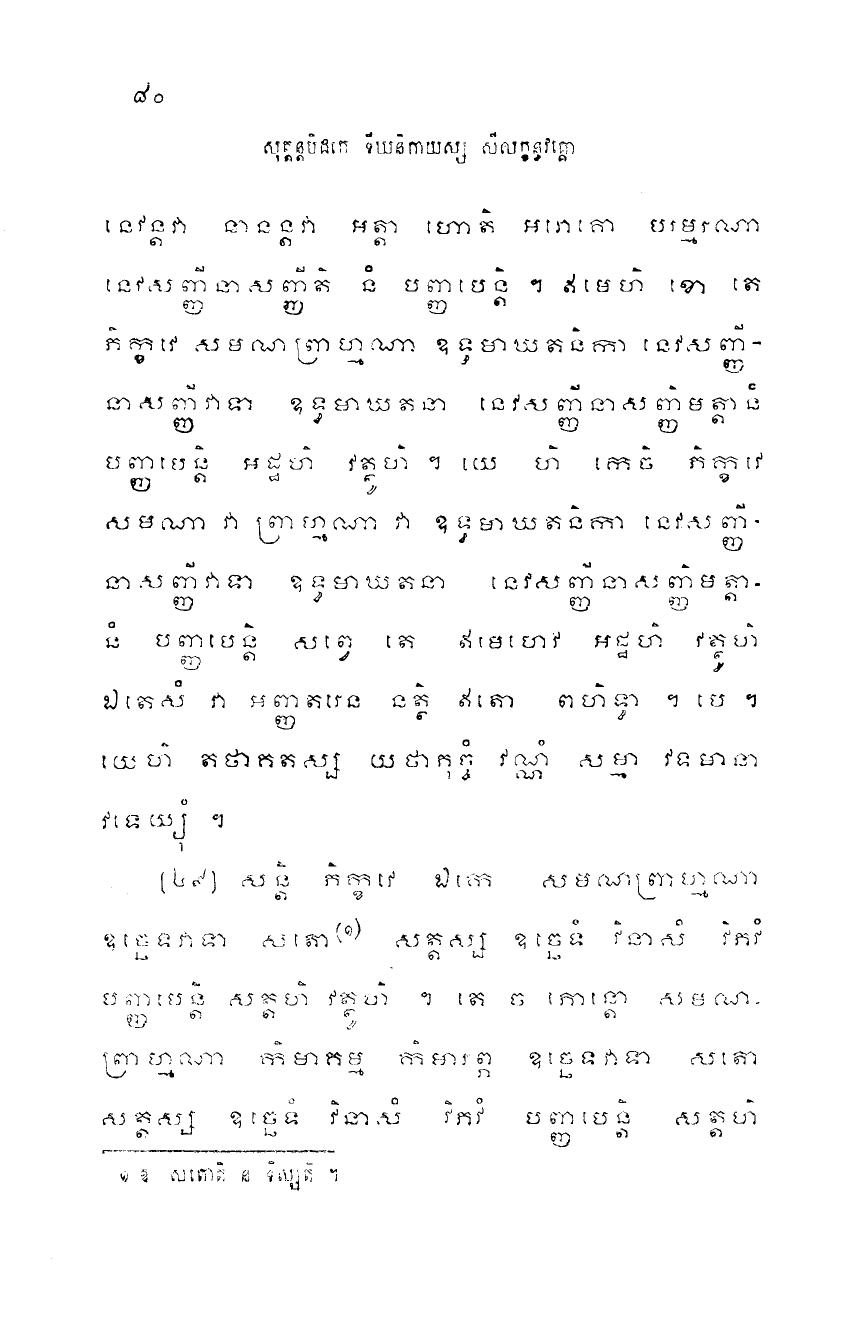 ៨០
សុត្តន្តបិដកេ ទីឃនិកាយស្ស សីលក្ខន្ធវគ្គោ
នេវន្តវា នានន្តវា អត្តា ហោតិ អរោគោ បរម្មរណា
នេវសញ្ញីនាសញ្ញីតិ នំ បញ្ញាបេន្តិ ។ ឥមេហិ ខោ តេ
ភិក្ខវេ សមណព្រាហ្មណា ឧទ្ធមាឃតនិកា នេវសញ្ញី-
នាសញ្ញីវាទា ឧទ្ធមាឃតនា នេវសញ្ញីនាសញ្ញិមត្តានំ
បញ្ញាបេន្តិ អដ្ឋហិ វត្ថូហិ ។ យេ ហិ កេចិ ភិក្ខវេ
សមណា វា ព្រាហ្មណា វា ឧទ្ធមាឃតនិកា នេវសញ្ញី-
នាសញ្ញីវាទា ឧទ្ធមាឃតនា នេវសញ្ញីនាសញ្ញិមត្តា-
នំ បញ្ញាបេន្តិ សព្វេ តេ ឥមេហេវ អដ្ឋហិ វត្ថូហិ
ឯតេសំ វា អញ្ញតរេន នត្ថិ ឥតោ ពហិទ្ធា ។ បេ ។
យេហិ តថាគតស្ស យថាភុច្ចំ វណ្ណំ សម្មា វទមានា
វទេយ្យុំ ។
(៤៩) សន្តិ ភិក្ខវេ ឯកេ សមណព្រាហ្មណា
ឧច្ឆេទវាទា សតោ(១) សត្តស្ស ឧច្ឆេទំ វិនាសំ វិភវំ
បញ្ញាបេន្តិ សត្តហិ វត្ថូហិ ។ តេ ច ភោន្តោ សមណ-
ព្រាហ្មណា កិមាគម្ម កិមារព្ភ ឧច្ឆេទវាទា សតោ
សត្តស្ស ឧច្ឆេទំ វិនាសំ វិភវំ បញ្ញាបេន្តិ សត្តហិ
១ ឱ សតោតិ ន ទិស្សតិ ។